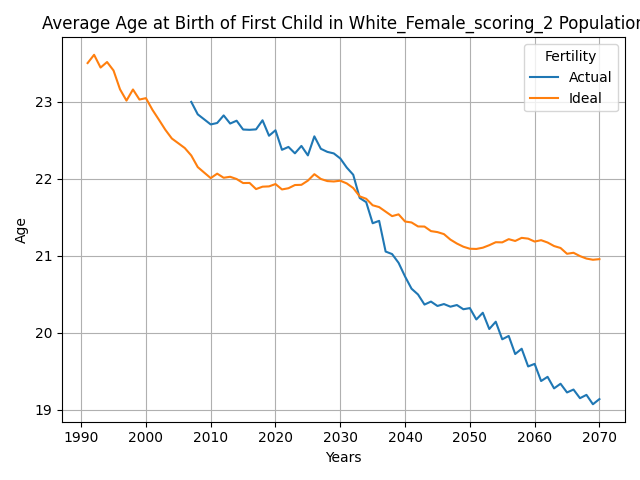 Average Age at Birth of First Child in White_Female_scoring_2 Population
Fertility
Actual
Ideal
Age
23
22
21
20
19
1990 2000 2010 2020 2030 2040 2050 2060 2070
Years